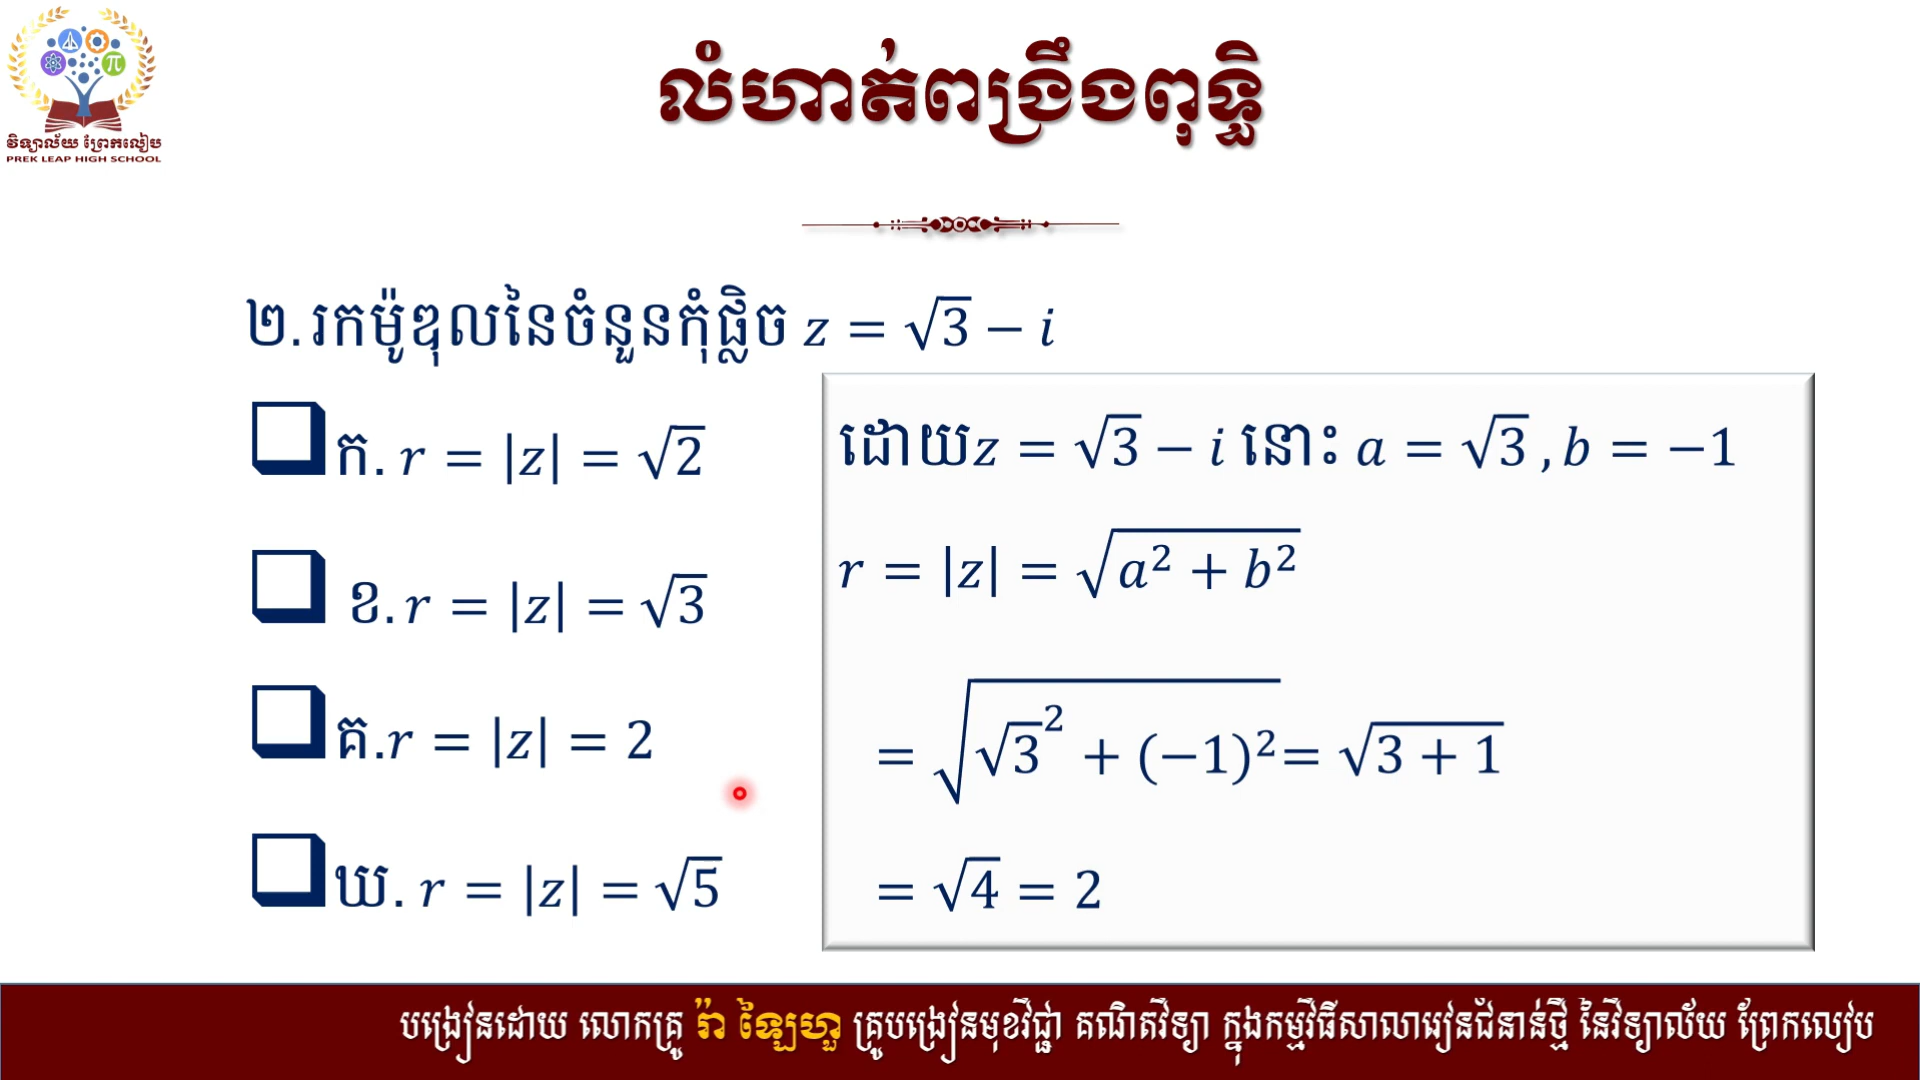 វិទ្យាល័យ ព្រែកលៀប
PREK LEAP HIGH SCHOOL
លំហាត់ពង្រឹងពុទ្ធិ
២.រកម៉ូឌុលនៃចំនួនកុំផ្លិច z = √3 − i
ក. r = |z| = √2
ខ. r = |z| = √3
គ.r = |z| = 2
ឃ. r = |z| = √5
ដោយz = √3 − i នោះ a = √3 , b = −1
r = |z| = √(a² + b²)
= √(√3² + (−1)²)= √(3 + 1)
= √4 = 2
បង្រៀនដោយ លោកគ្រូ រ៉ា ឡៃហួ គ្រូបង្រៀនមុខវិជ្ជា គណិតវិទ្យា ក្នុងកម្មវិធីសាលារៀនជំនាន់ថ្មី នៃវិទ្យាល័យ ព្រែកលៀប